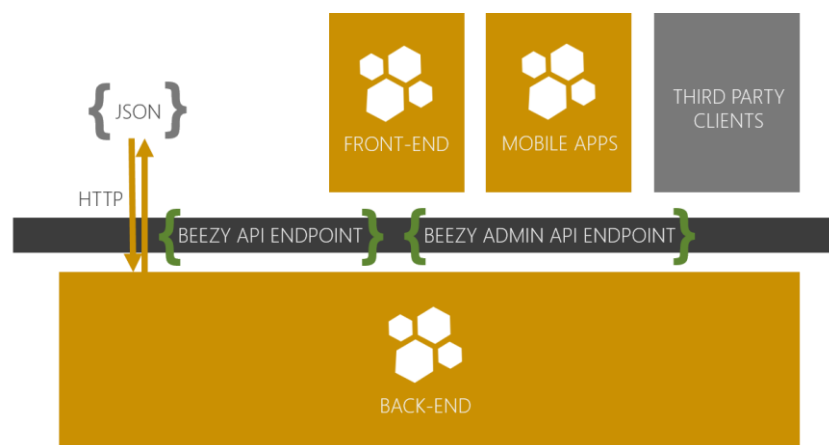 { JSON }
HTTP
FRONT-END
MOBILE APPS
THIRD PARTY
CLIENTS
{ BEEZY API ENDPOINT }
{ BEEZY ADMIN API ENDPOINT }
BACK-END